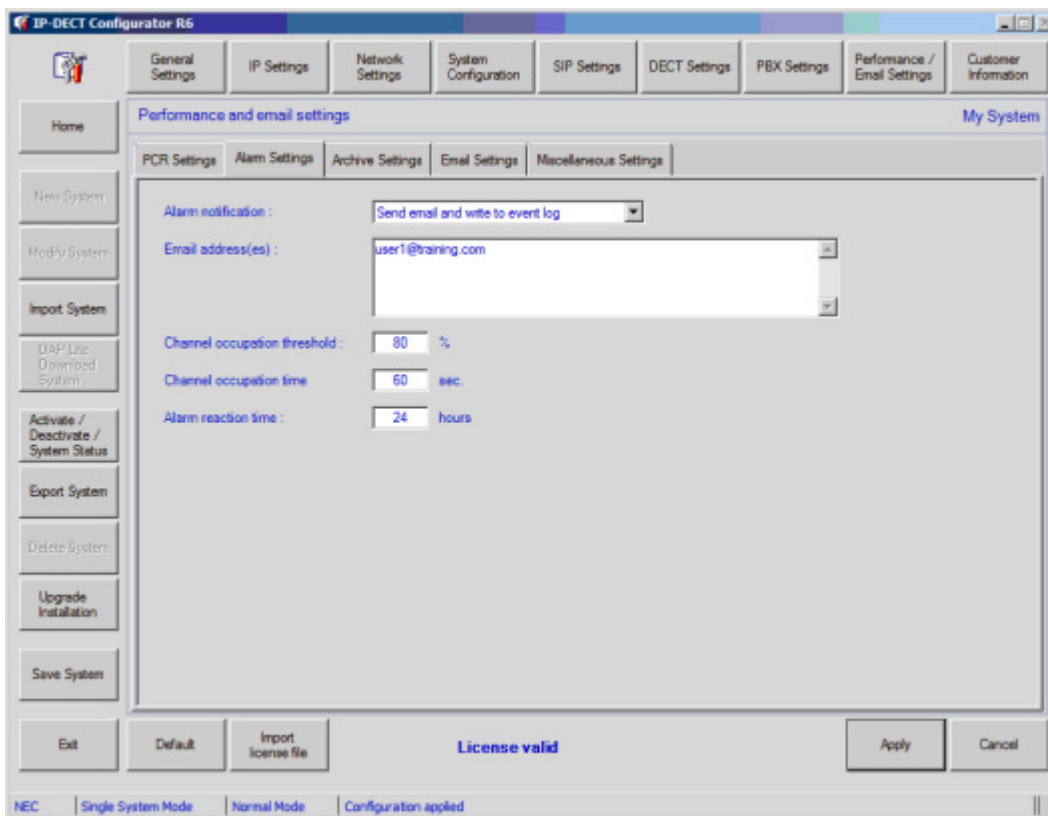 IP-DECT Configurator R6
General
Settings
IP Settings
Network
Settings
System
Configuration
SIP Settings
DECT Settings
PBX Settings
Performance /
Email Settings
Customer
Information
Home
New System
Modify System
Import System
DAP Lite
Download
System
Activate /
Deactivate /
System Status
Export System
Delete System
Upgrade
Installation
Save System
Exit
Performance and email settings
My System
PCR Settings
Alarm Settings
Archive Settings
Email Settings
Miscellaneous Settings
Alarm notification :
Send email and write to event log
Email address(es) :
user1@training.com
Channel occupation threshold :
80 %
Channel occupation time
60 sec.
Alarm reaction time :
24 hours
Default
Import
license file
License valid
Apply
Cancel
NEC
Single System Mode
Normal Mode
Configuration applied